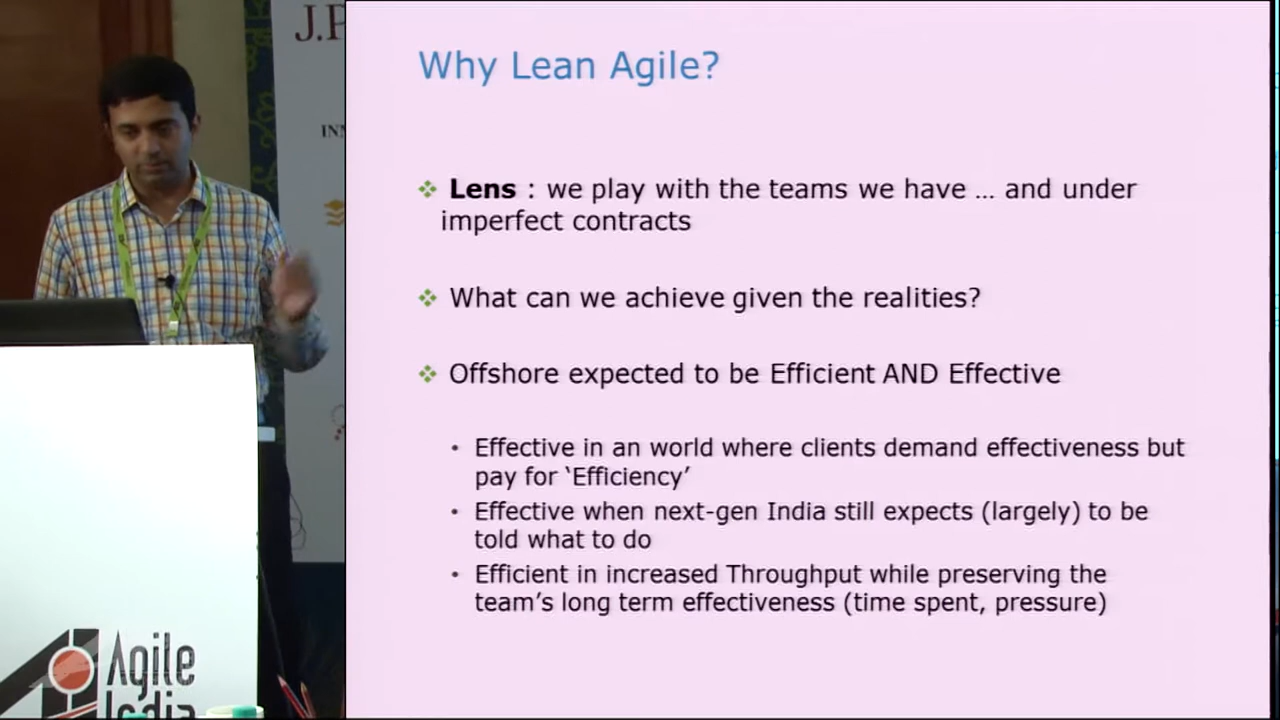 J.P
INN
Why Lean Agile?
Lens : we play with the teams we have ... and under
imperfect contracts
What can we achieve given the realities?
Offshore expected to be Efficient AND Effective
• Effective in an world where clients demand effectiveness but
pay for ‘Efficiency’
• Effective when next-gen India still expects (largely) to be
told what to do
• Efficient in increased Throughput while preserving the
team’s long term effectiveness (time spent, pressure)
Agile
India